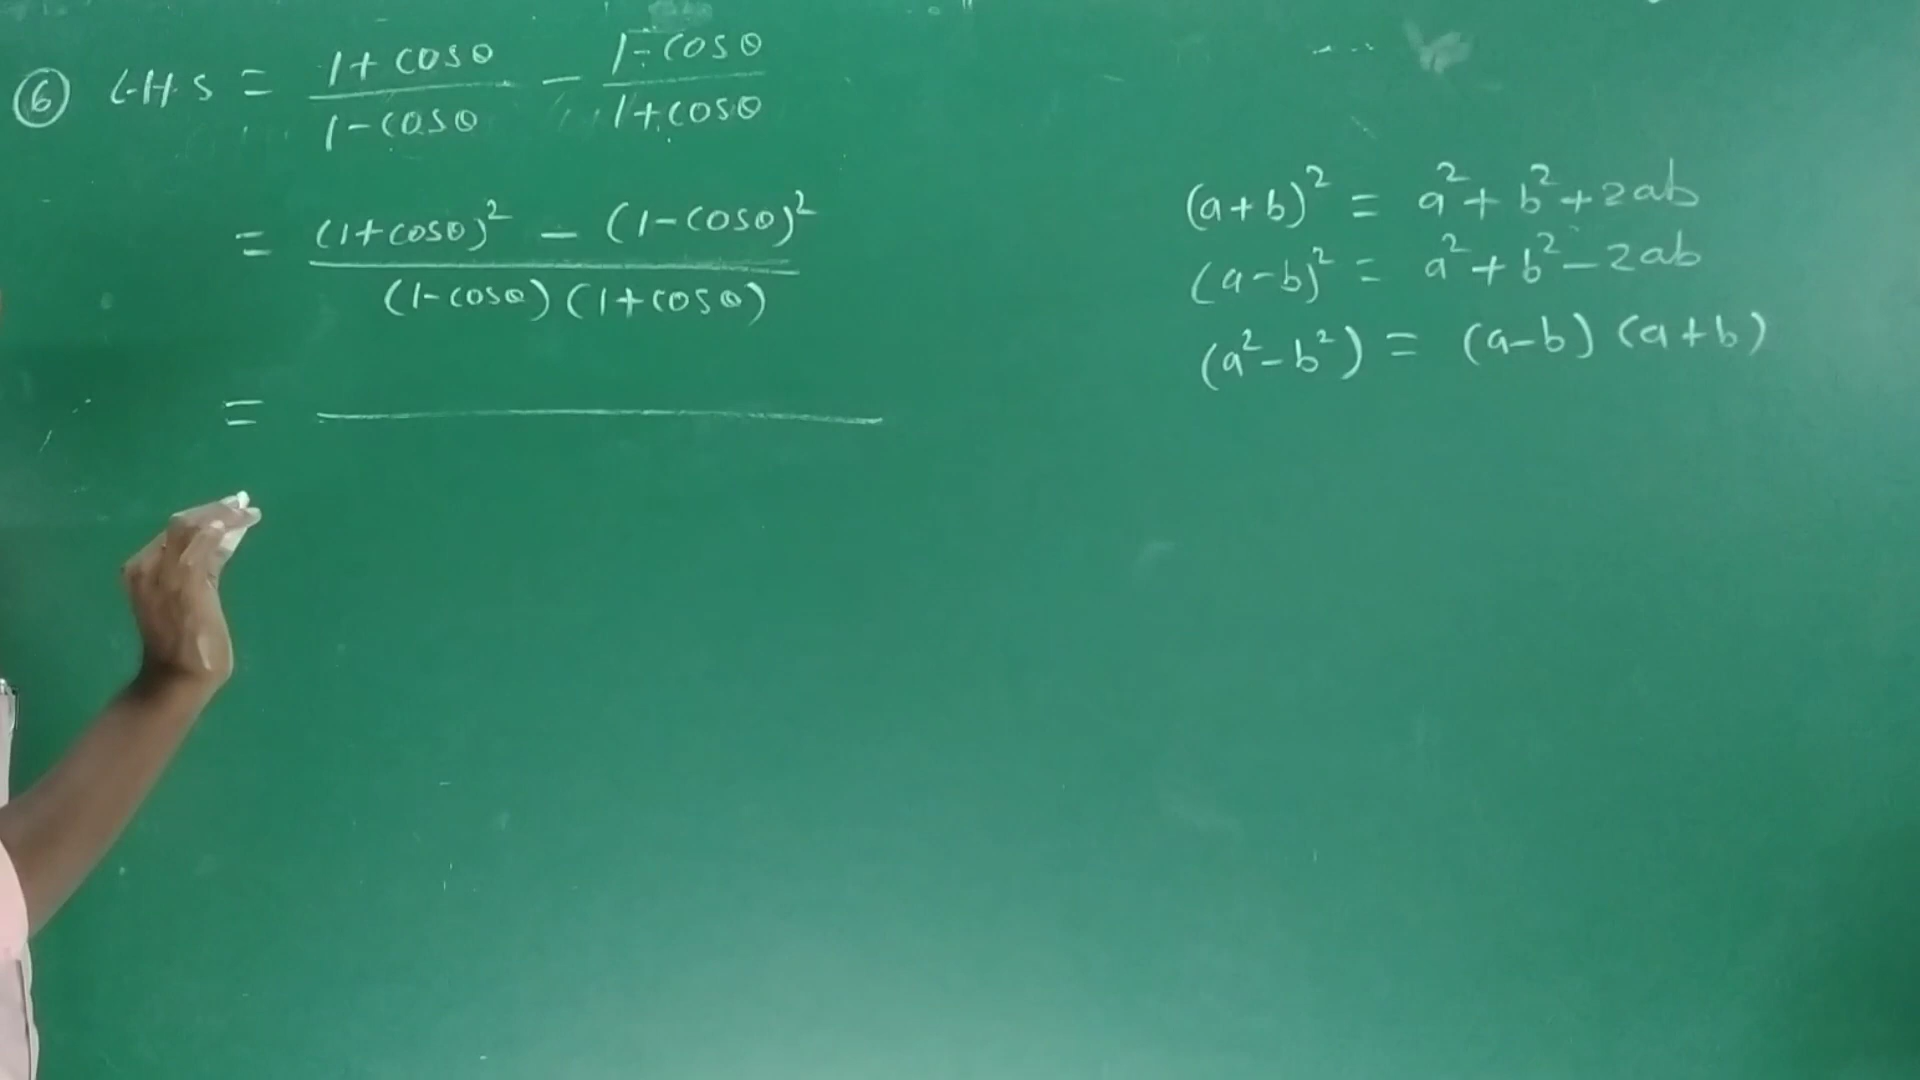 ⑥ LHS = (1+cosθ)/(1-cosθ) - (1-cosθ)/(1+cosθ)
= ((1+cosθ)² - (1-cosθ)²)/((1-cosθ)(1+cosθ))
=
(a+b)² = a²+b²+2ab
(a-b)² = a²+b²-2ab
(a²-b²) = (a-b)(a+b)